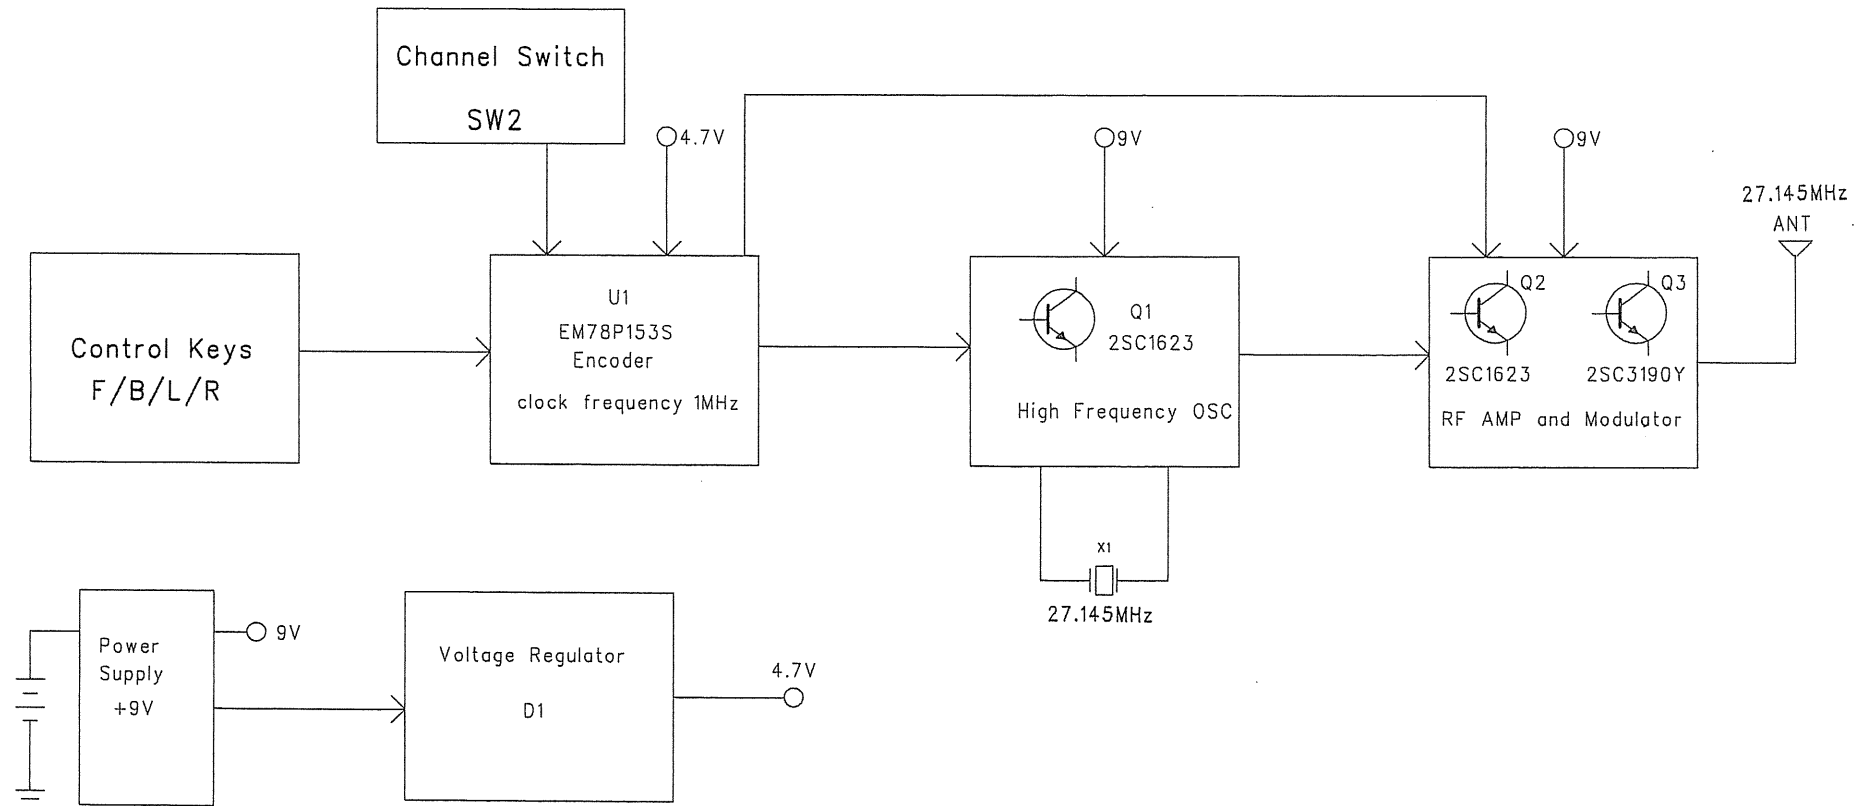 Channel Switch
SW2
4.7V
9V
9V
27.145MHz
ANT
Control Keys
F/B/L/R
U1
EM78P153S
Encoder
clock frequency 1MHz
Q1
2SC1623
High Frequency OSC
Q2
Q3
2SC1623
2SC3190Y
RF AMP and Modulator
X1
27.145MHz
Power
Supply
+9V
9V
Voltage Regulator
D1
4.7V